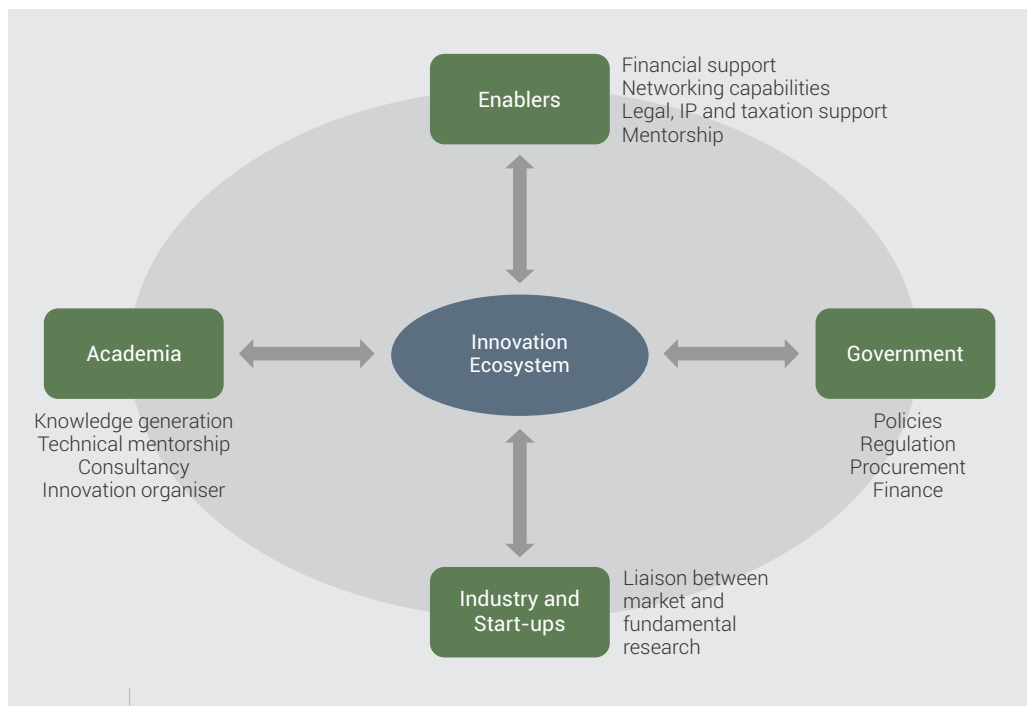 Enablers
Financial support
Networking capabilities
Legal, IP and taxation support
Mentorship
Academia
Knowledge generation
Technical mentorship
Consultancy
Innovation organiser
Innovation
Ecosystem
Government
Policies
Regulation
Procurement
Finance
Industry and
Start-ups
Liaison between
market and
fundamental
research